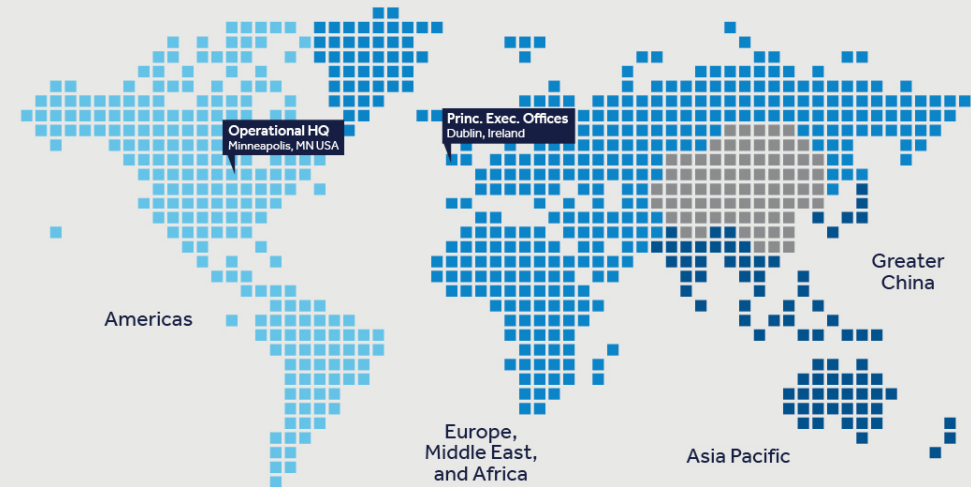 Operational HQ
Minneapolis, MN USA
Princ. Exec. Offices
Dublin, Ireland
Greater
China
Americas
Europe,
Middle East,
and Africa
Asia Pacific